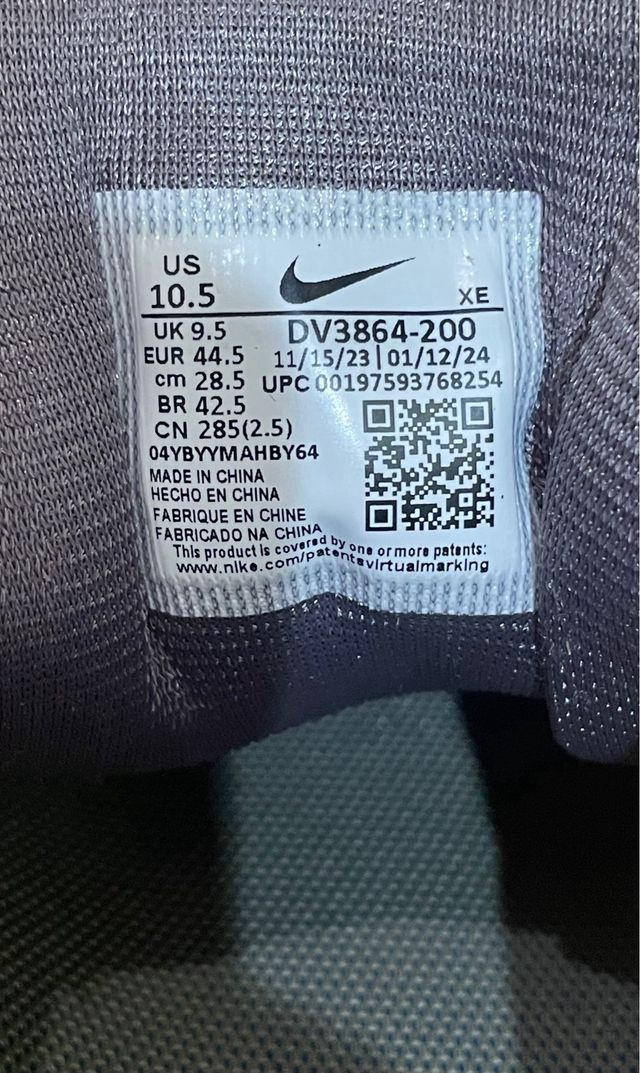 US
10.5 XE
UK 9.5 DV3864-200
EUR 44.5 11/15/23 | 01/12/24
cm 28.5 UPC 00197593768254
BR 42.5
CN 285(2.5)
04YBYYMAHBY64
MADE IN CHINA
HECHO EN CHINA
FABRIQUE EN CHINE
FABRICADO NA CHINA
This product is covered by one or more patents:
www.nike.com/patentsvirtualmarking